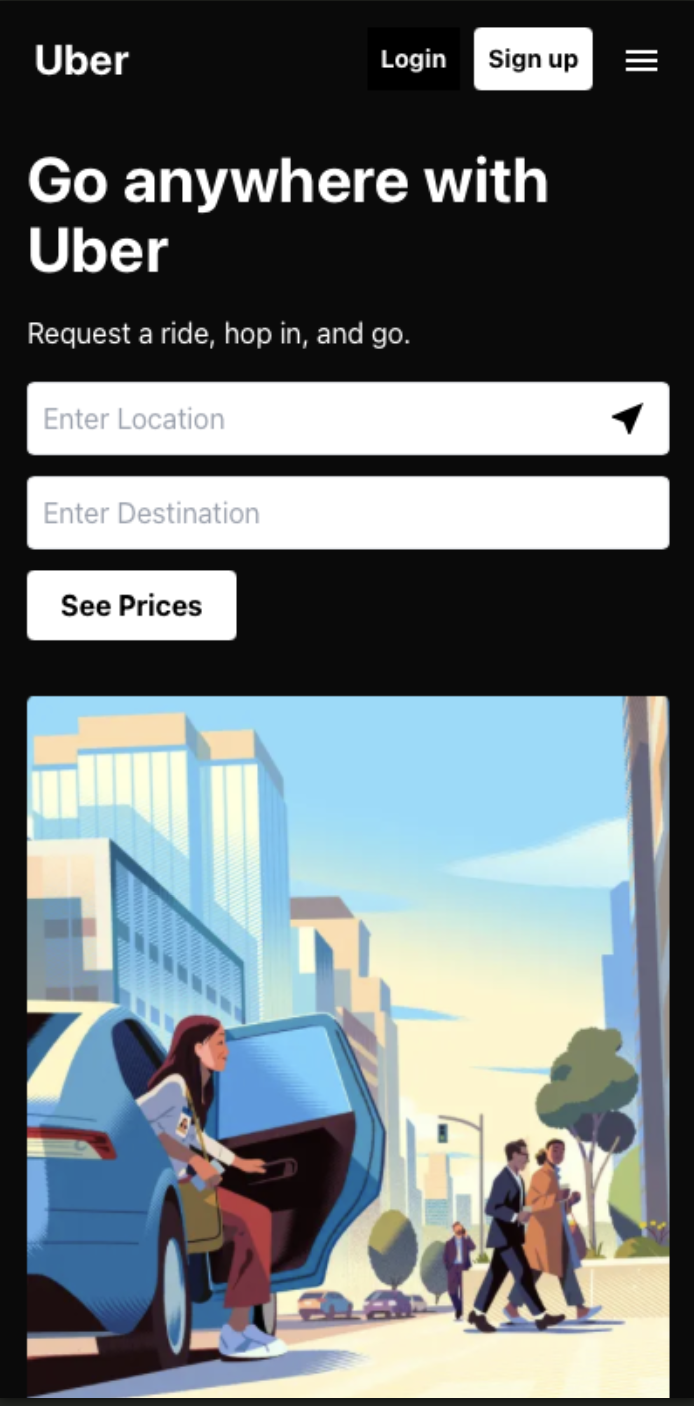 Uber
Login
Sign up
Go anywhere with
Uber
Request a ride, hop in, and go.
Enter Location
Enter Destination
See Prices